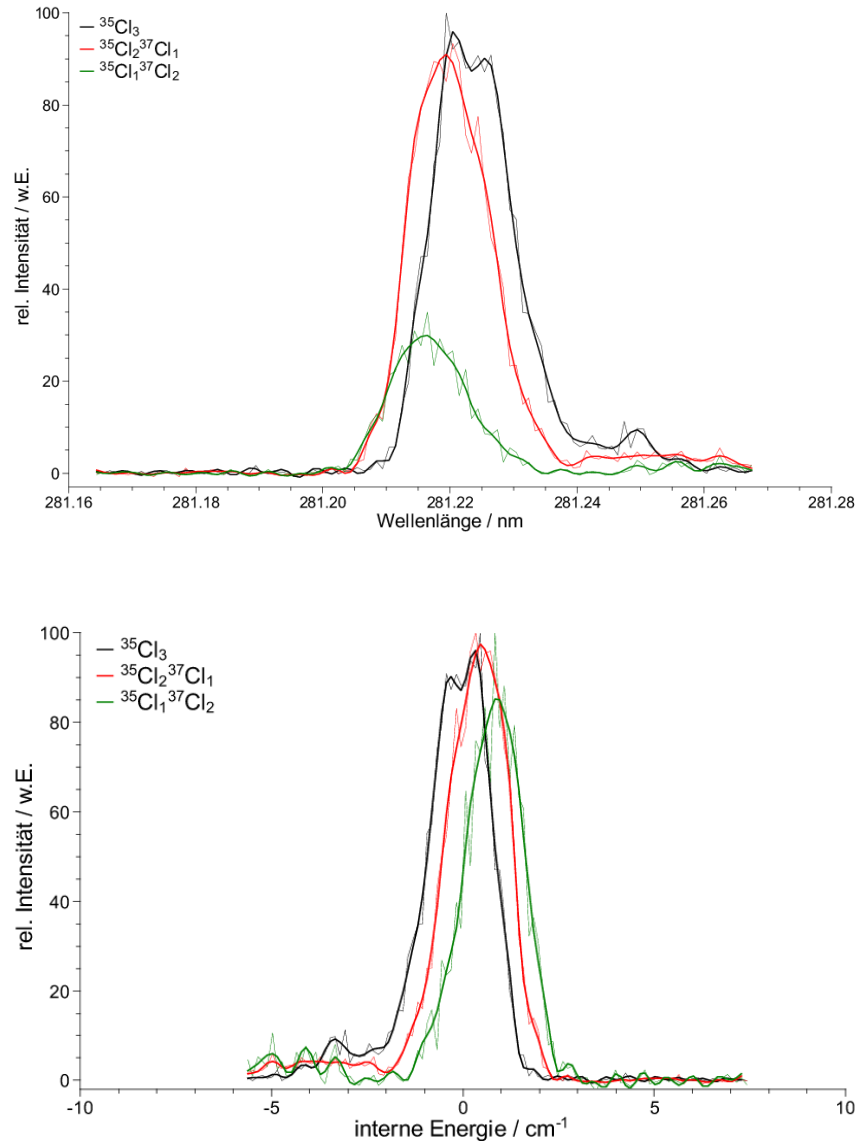 ³⁵Cl₃
³⁵Cl₂³⁷Cl₁
³⁵Cl₁³⁷Cl₂
100
80
60
40
20
0
rel. Intensität / w.E.
281.16 281.18 281.20 281.22 281.24 281.26 281.28
Wellenlänge / nm
³⁵Cl₃
³⁵Cl₂³⁷Cl₁
³⁵Cl₁³⁷Cl₂
100
80
60
40
20
0
rel. Intensität / w.E.
-10 -5 0 5 10
interne Energie / cm⁻¹